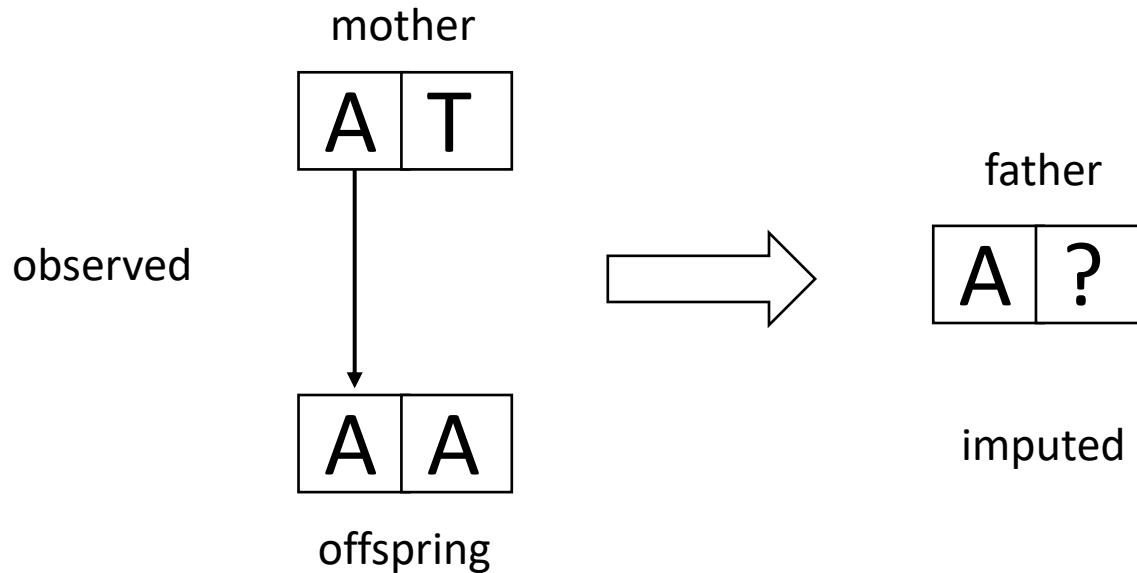 mother
A T
observed
A A
offspring
father
A ?
imputed